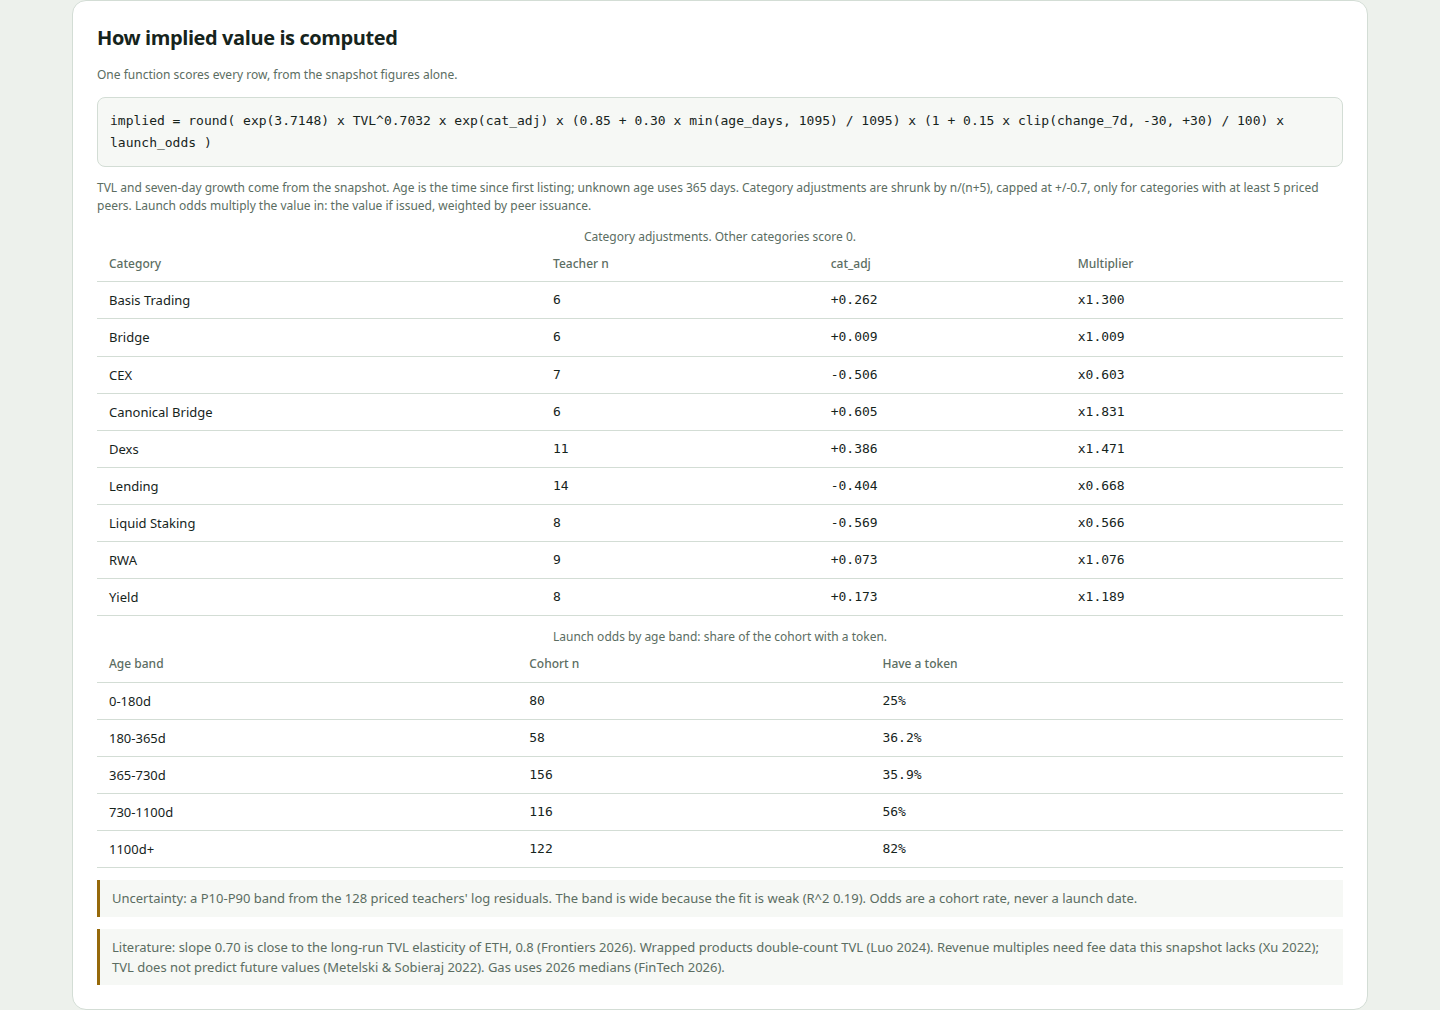 How implied value is computed
One function scores every row, from the snapshot figures alone.
implied = round( exp(3.7148) x TVL^0.7032 x exp(cat_adj) x (0.85 + 0.30 x min(age_days, 1095) / 1095) x (1 + 0.15 x clip(change_7d, -30, +30) / 100) x
launch_odds )
TVL and seven-day growth come from the snapshot. Age is the time since first listing; unknown age uses 365 days. Category adjustments are shrunk by n/(n+5), capped at +/-0.7, only for categories with at least 5 priced
peers. Launch odds multiply the value in: the value if issued, weighted by peer issuance.
Category adjustments. Other categories score 0.
Category Teacher n cat_adj Multiplier
Basis Trading 6 +0.262 x1.300
Bridge 6 +0.009 x1.009
CEX 7 -0.506 x0.603
Canonical Bridge 6 +0.605 x1.831
Dexs 11 +0.386 x1.471
Lending 14 -0.404 x0.668
Liquid Staking 8 -0.569 x0.566
RWA 9 +0.073 x1.076
Yield 8 +0.173 x1.189
Launch odds by age band: share of the cohort with a token.
Age band Cohort n Have a token
0-180d 80 25%
180-365d 58 36.2%
365-730d 156 35.9%
730-1100d 116 56%
1100d+ 122 82%
Uncertainty: a P10-P90 band from the 128 priced teachers' log residuals. The band is wide because the fit is weak (R^2 0.19). Odds are a cohort rate, never a launch date.
Literature: slope 0.70 is close to the long-run TVL elasticity of ETH, 0.8 (Frontiers 2026). Wrapped products double-count TVL (Luo 2024). Revenue multiples need fee data this snapshot lacks (Xu 2022);
TVL does not predict future values (Metelski & Sobieraj 2022). Gas uses 2026 medians (FinTech 2026).